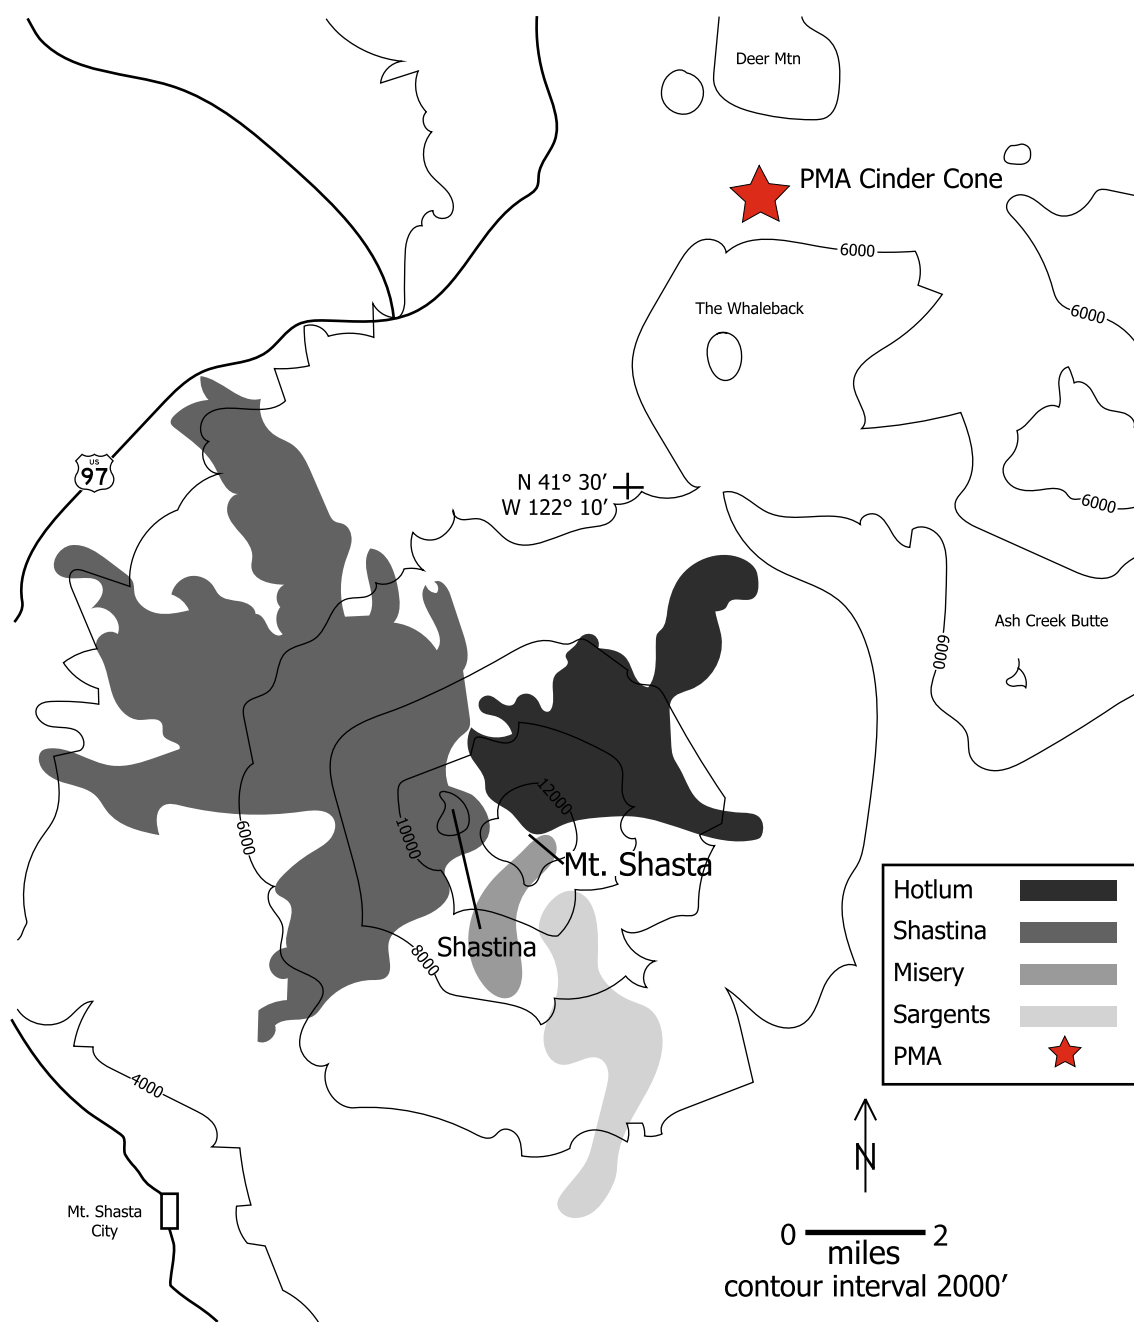 Deer Mtn
PMA Cinder Cone
6000
The Whaleback
6000
US
97
N 41° 30′
W 122° 10′
6000
Ash Creek Butte
6000
12000
6000
10000
Mt. Shasta
Shastina
8000
Hotlum
Shastina
Misery
Sargents
PMA
4000
N
Mt. Shasta
City
0 2
miles
contour interval 2000′